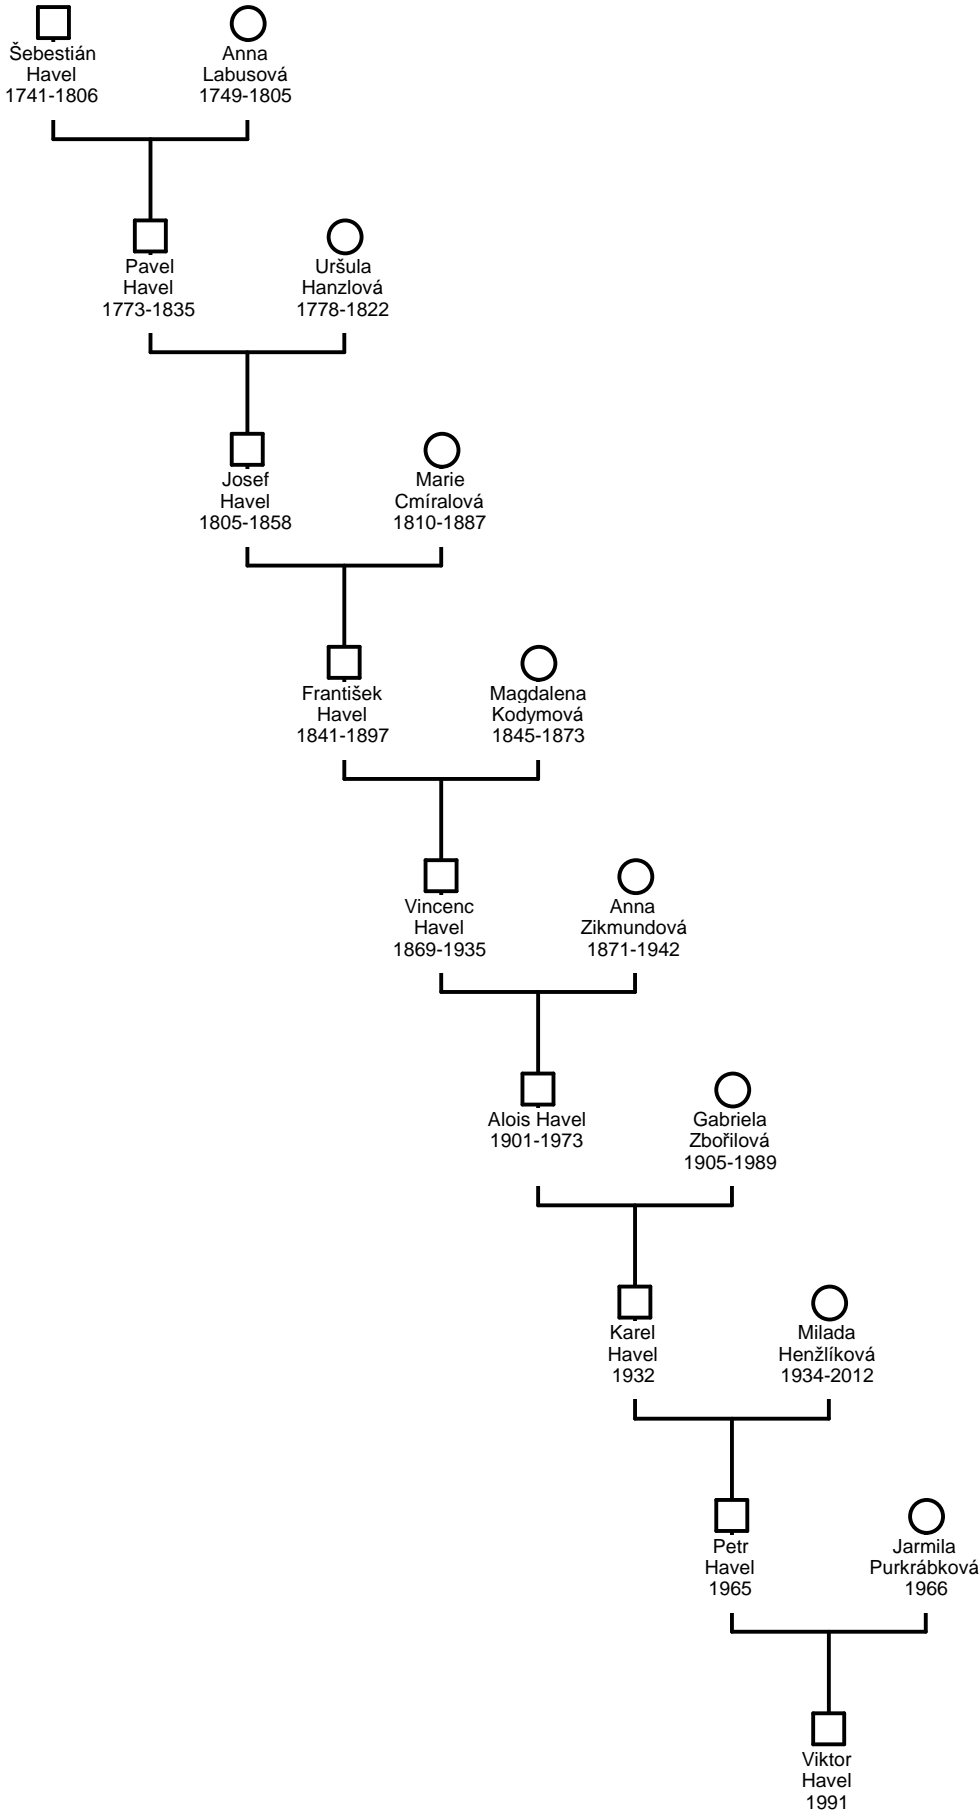 Šebestián
Havel
1741-1806
Anna
Labusová
1749-1805
Pavel
Havel
1773-1835
Uršula
Hanzlová
1778-1822
Josef
Havel
1805-1858
Marie
Cmíralová
1810-1887
František
Havel
1841-1897
Magdalena
Kodymová
1845-1873
Vincenc
Havel
1869-1935
Anna
Zikmundová
1871-1942
Alois Havel
1901-1973
Gabriela
Zbořilová
1905-1989
Karel
Havel
1932
Milada
Henžlíková
1934-2012
Petr
Havel
1965
Jarmila
Purkrábková
1966
Viktor
Havel
1991